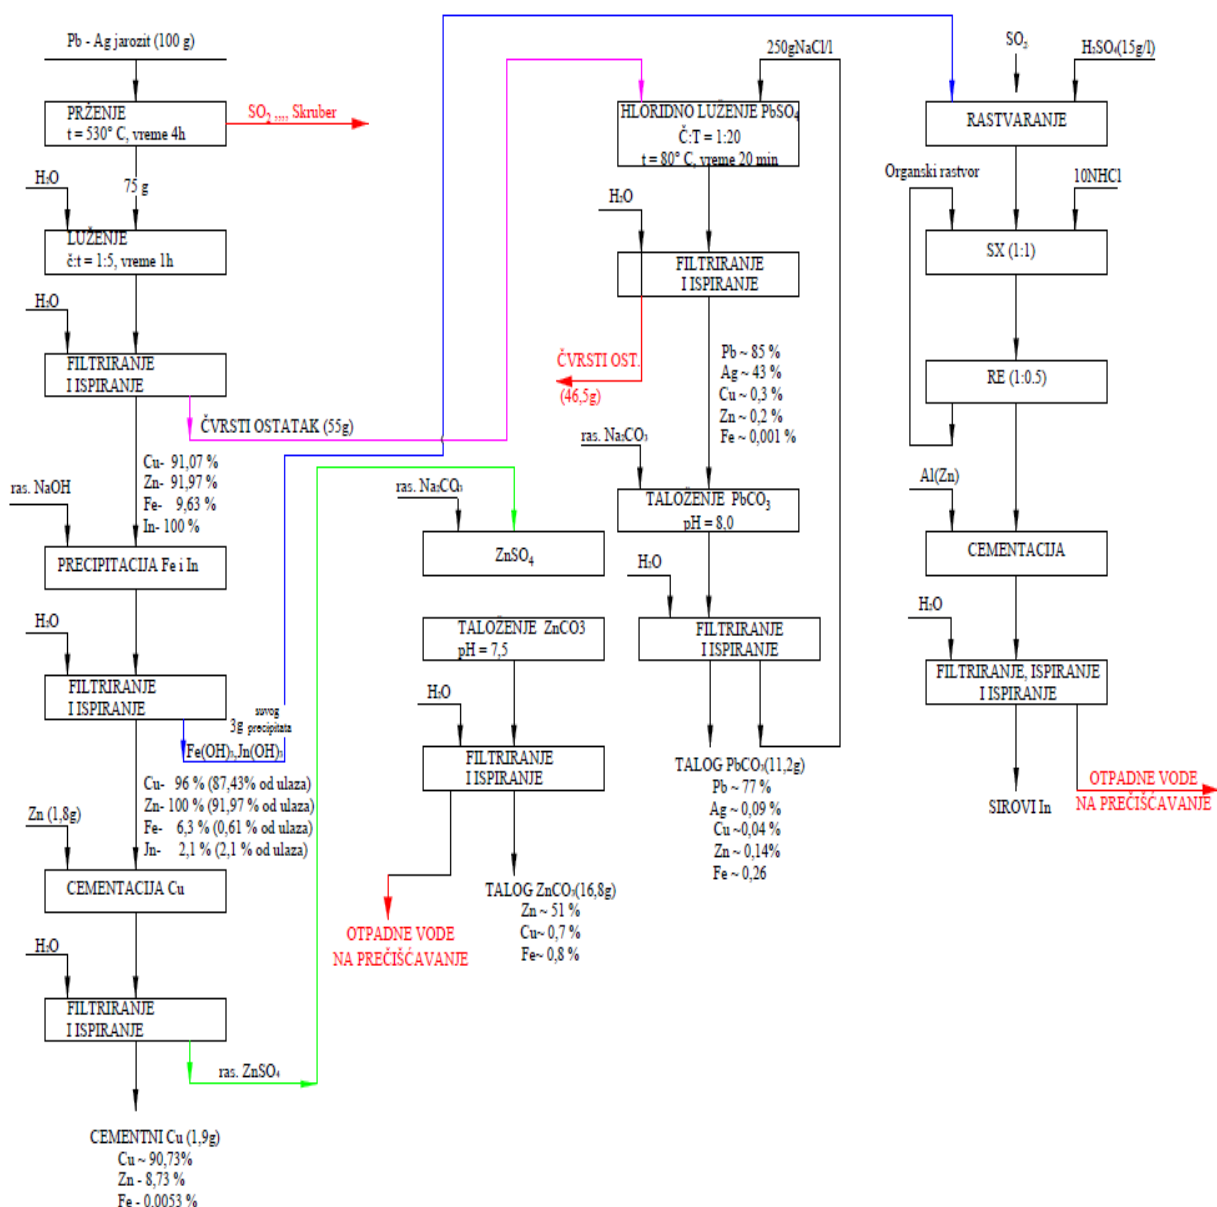 Pb - Ag jarozit (100 g)
PRŽENJE
t = 530° C, vreme 4h
SO₂ ,,,, Skruber
H₂O
75 g
LUŽENJE
č:t = 1:5, vreme 1h
H₂O
FILTRIRANJE
I ISPIRANJE
ČVRSTI OSTATAK (55g)
Cu- 91,07 %
Zn- 91,97 %
Fe- 9,63 %
In- 100 %
ras. NaOH
PRECIPITACIJA Fe i In
H₂O
FILTRIRANJE
I ISPIRANJE
3g suvog
precipitata
Fe(OH)₃,Jn(OH)₃
Cu- 96 % (87,43% od ulaza)
Zn- 100 % (91,97 % od ulaza)
Fe- 6,3 % (0,61 % od ulaza)
Jn- 2,1 % (2,1 % od ulaza)
Zn (1,8g)
CEMENTACIJA Cu
H₂O
FILTRIRANJE
I ISPIRANJE
ras. ZnSO₄
CEMENTNI Cu (1,9g)
Cu ~ 90,73%
Zn - 8,73 %
Fe - 0,0053 %
ras. Na₂CO₃
ZnSO₄
TALOŽENJE ZnCO3
pH = 7,5
H₂O
FILTRIRANJE
I ISPIRANJE
OTPADNE VODE
NA PREČIŠĆAVANJE
TALOG ZnCO₃(16,8g)
Zn ~ 51 %
Cu~ 0,7 %
Fe~ 0,8 %
250gNaCl/l
HLORIDNO LUŽENJE PbSO₄
Č:T = 1:20
t = 80° C, vreme 20 min
H₂O
FILTRIRANJE
I ISPIRANJE
ČVRSTI OST.
(46,5g)
Pb ~ 85 %
Ag ~ 43 %
Cu ~ 0,3 %
Zn ~ 0,2 %
Fe ~ 0,001 %
ras. Na₂CO₃
TALOŽENJE PbCO₃
pH = 8,0
H₂O
FILTRIRANJE
I ISPIRANJE
TALOG PbCO₃(11,2g)
Pb ~ 77 %
Ag ~ 0,09 %
Cu ~0,04 %
Zn ~ 0,14%
Fe ~ 0,26
SO₂
H₂SO₄(15g/l)
RASTVARANJE
Organski rastvor
10NHCl
SX (1:1)
RE (1:0.5)
Al(Zn)
CEMENTACIJA
H₂O
FILTRIRANJE, ISPIRANJE
I ISPIRANJE
SIROVI In
OTPADNE VODE
NA PREČIŠĆAVANJE